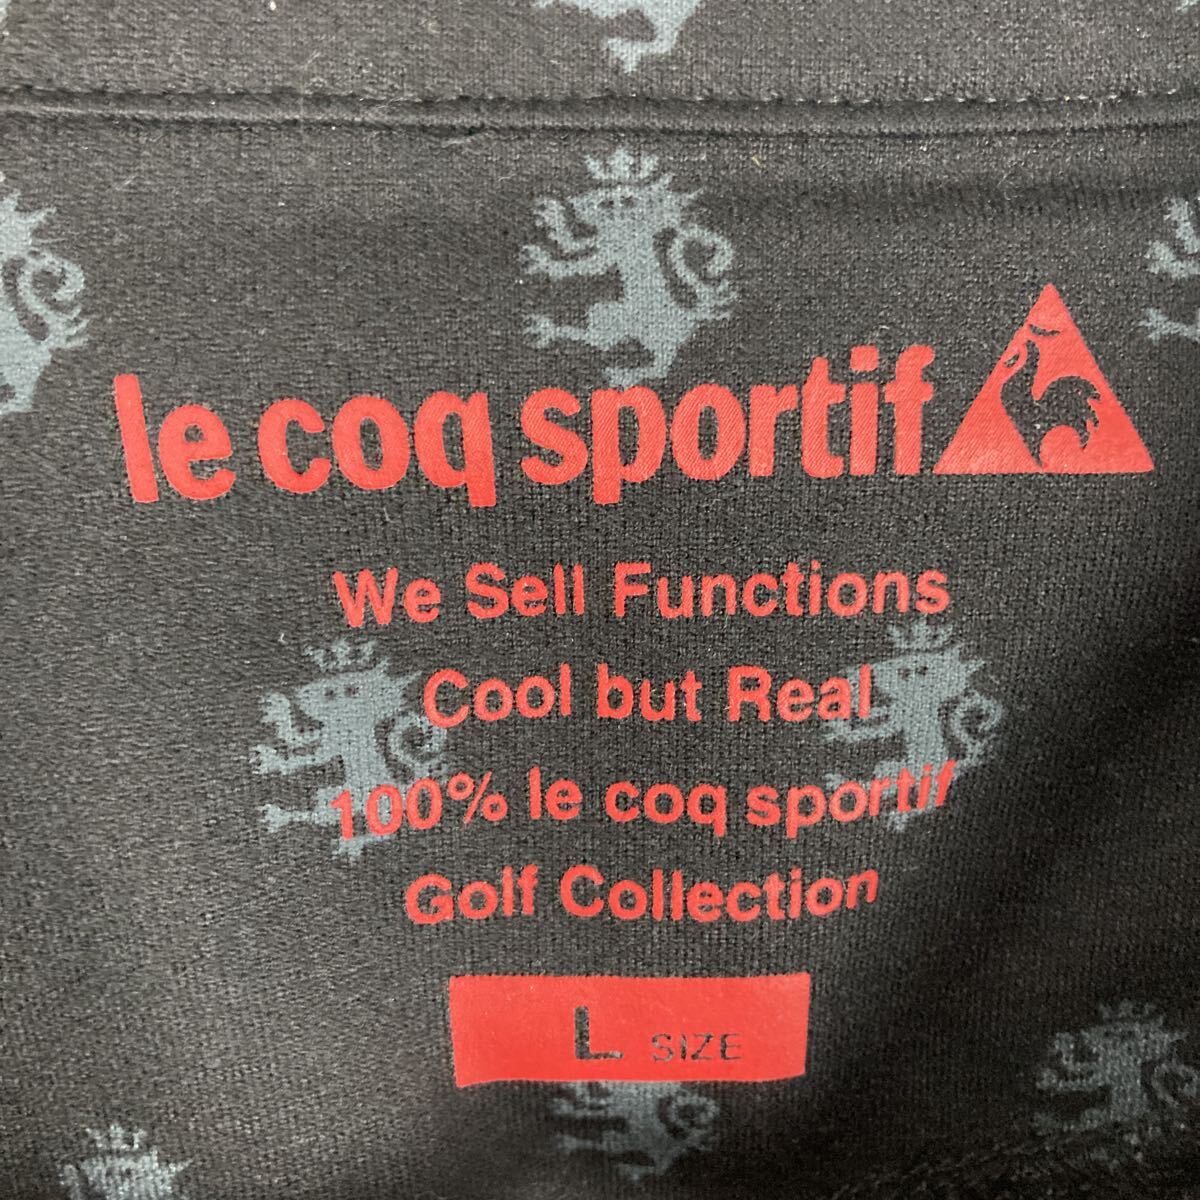 le coq sportif
We Sell Functions
Cool but Real
100% le coq sportif
Golf Collection
L SIZE